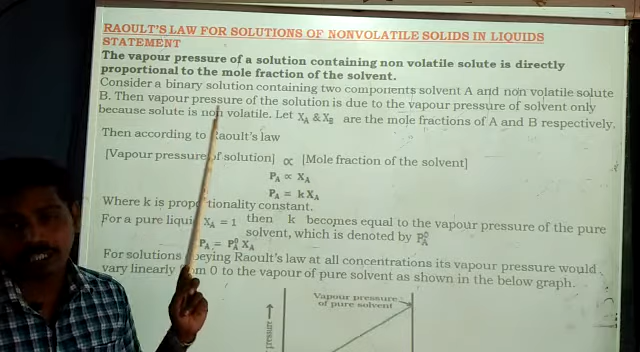 RAOULT'S LAW FOR SOLUTIONS OF NONVOLATILE SOLIDS IN LIQUIDS
STATEMENT
The vapour pressure of a solution containing non volatile solute is directly
proportional to the mole fraction of the solvent.
Consider a binary solution containing two components solvent A and non volatile solute
B. Then vapour pressure of the solution is due to the vapour pressure of solvent only
because solute is non volatile. Let X_A & X_B are the mole fractions of A and B respectively.
Then according to Raoult's law
[Vapour pressure of solution] ∝ [Mole fraction of the solvent]
P_A ∝ X_A
P_A = kX_A
Where k is proportionality constant.
For a pure liquid X_A = 1 then k becomes equal to the vapour pressure of the pure
solvent, which is denoted by P_A^0
P_A = P_A^0 X_A
For solutions obeying Raoult's law at all concentrations its vapour pressure would
vary linearly from 0 to the vapour of pure solvent as shown in the below graph.
Vapour pressure
of pure solvent
pressure →